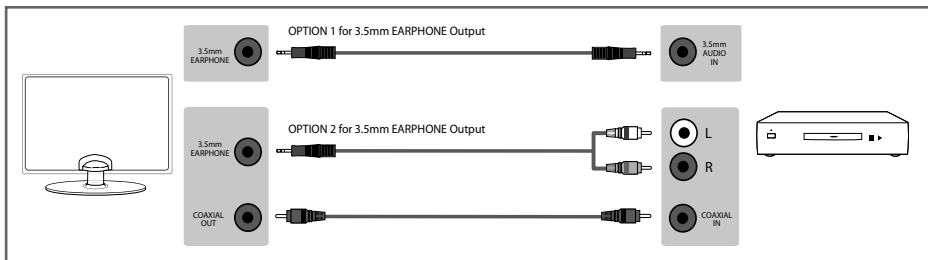 OPTION 1 for 3.5mm EARPHONE Output
3.5mm
EARPHONE
3.5mm
AUDIO
IN
OPTION 2 for 3.5mm EARPHONE Output
3.5mm
EARPHONE
L
R
COAXIAL
OUT
COAXIAL
IN